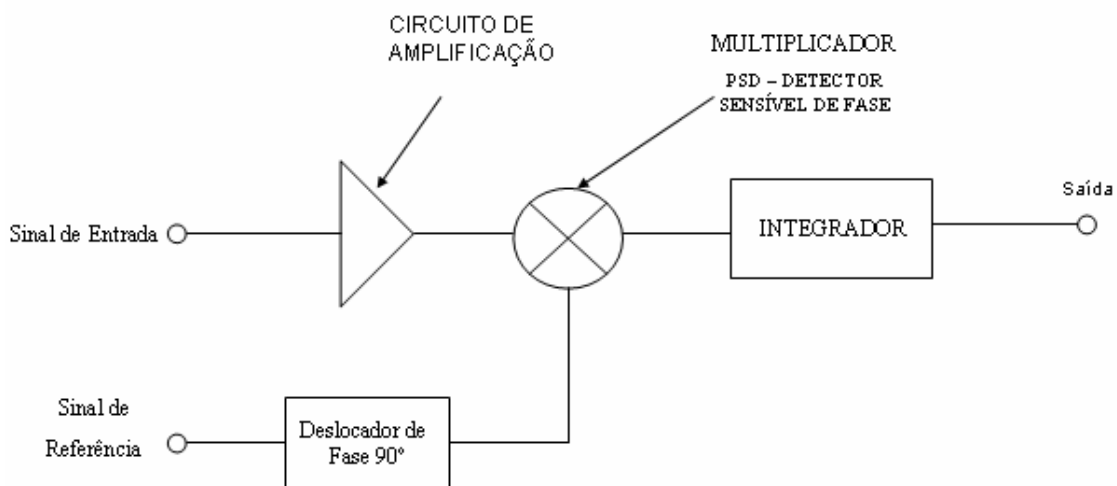 CIRCUITO DE
AMPLIFICAÇÃO
MULTIPLICADOR
PSD – DETECTOR
SENSÍVEL DE FASE
Sinal de Entrada
INTEGRADOR
Saída
Sinal de
Referência
Deslocador de
Fase 90º